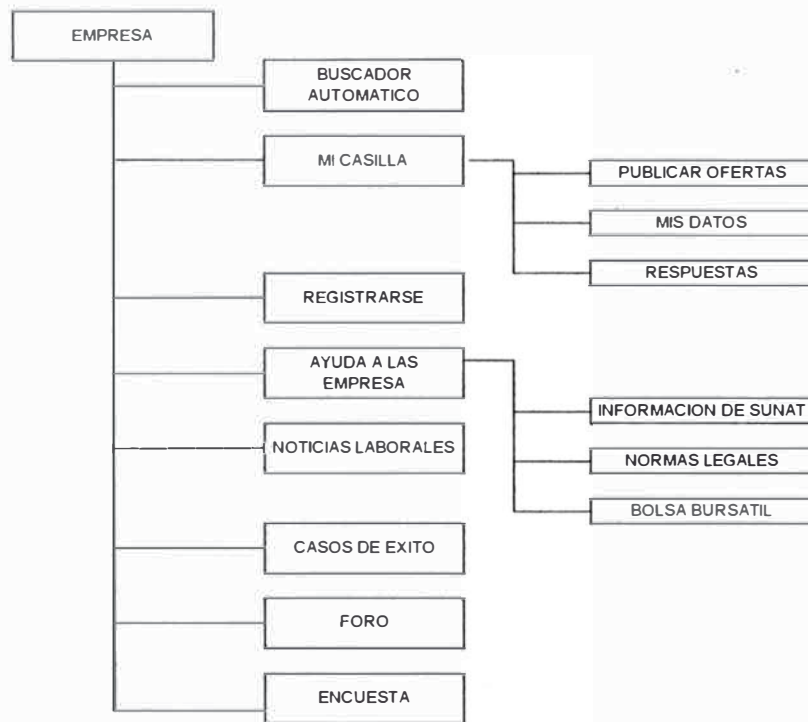 EMPRESA
BUSCADOR
AUTOMATICO
MI CASILLA
PUBLICAR OFERTAS
MIS DATOS
RESPUESTAS
REGISTRARSE
AYUDA A LAS
EMPRESA
INFORMACION DE SUNAT
NOTICIAS LABORALES
NORMAS LEGALES
BOLSA BURSATIL
CASOS DE EXITO
FORO
ENCUESTA